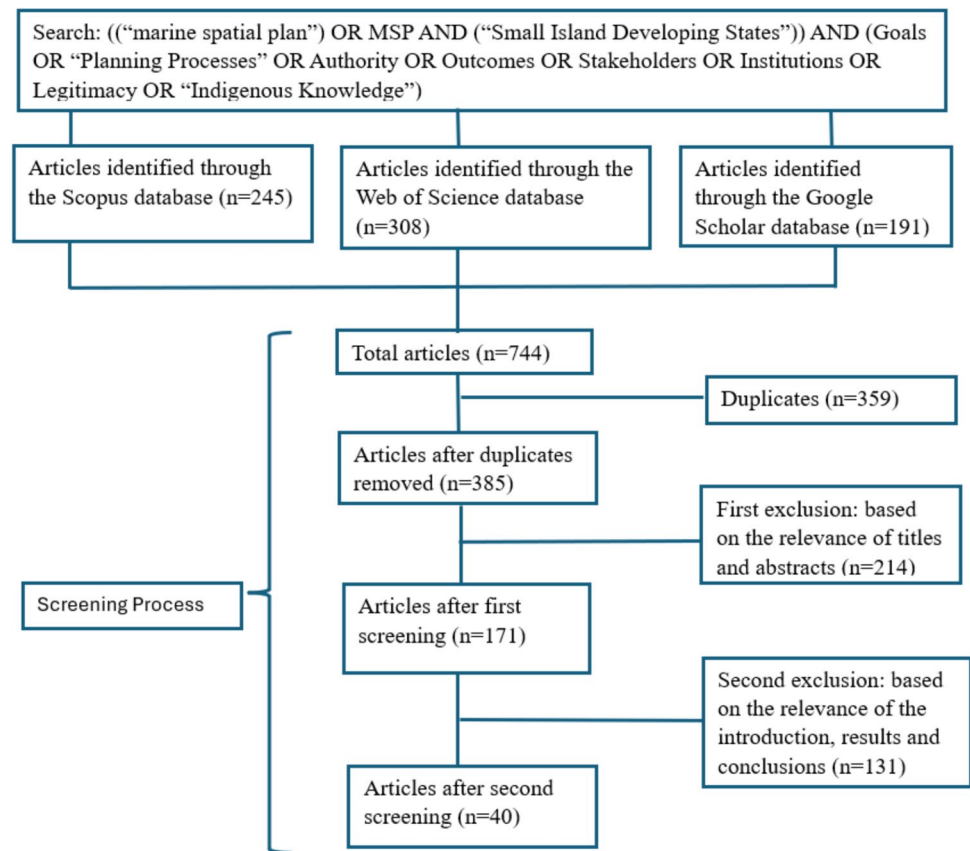 Search: ((“marine spatial plan”) OR MSP AND (“Small Island Developing States”)) AND (Goals
OR “Planning Processes” OR Authority OR Outcomes OR Stakeholders OR Institutions OR
Legitimacy OR “Indigenous Knowledge”)
Articles identified through
the Scopus database (n=245)
Articles identified through the
Web of Science database
(n=308)
Articles identified
through the Google
Scholar database (n=191)
Total articles (n=744)
Duplicates (n=359)
Articles after duplicates
removed (n=385)
First exclusion: based
on the relevance of titles
and abstracts (n=214)
Screening Process
Articles after first
screening (n=171)
Second exclusion: based
on the relevance of the
introduction, results and
conclusions (n=131)
Articles after second
screening (n=40)